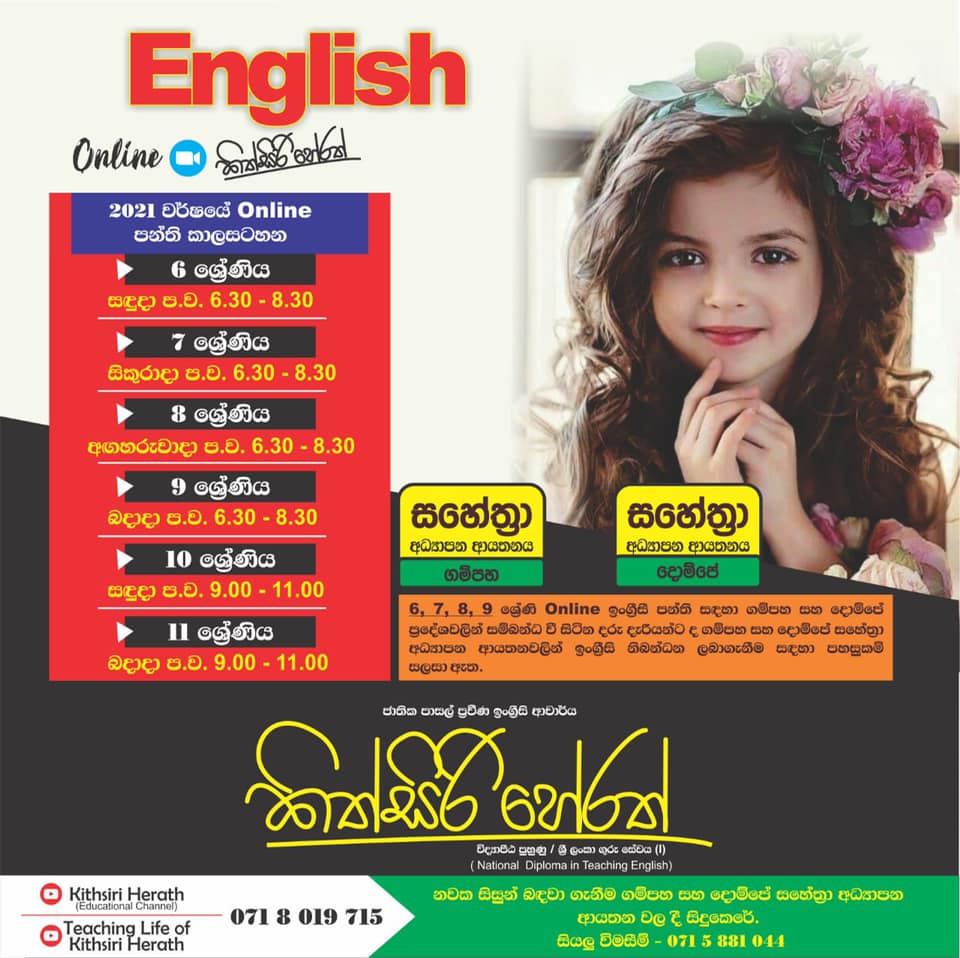 English
Online කිත්සිරි හේරත්
2021 වර්ෂයේ Online
පන්ති කාලසටහන
6 ශ්‍රේණිය
සඳුදා ප.ව. 6.30 - 8.30
7 ශ්‍රේණිය
සිකුරාදා ප.ව. 6.30 - 8.30
8 ශ්‍රේණිය
අඟහරුවාදා ප.ව. 6.30 - 8.30
9 ශ්‍රේණිය
බදාදා ප.ව. 6.30 - 8.30
10 ශ්‍රේණිය
සඳුදා ප.ව. 9.00 - 11.00
11 ශ්‍රේණිය
බදාදා ප.ව. 9.00 - 11.00
සහේත්‍රා
අධ්‍යාපන ආයතනය
ගම්පහ
සහේත්‍රා
අධ්‍යාපන ආයතනය
දොම්පේ
6, 7, 8, 9 ශ්‍රේණි Online ඉංග්‍රීසී පන්ති සඳහා ගම්පහ සහ දොම්පේ
ප්‍රදේශවලින් සම්බන්ධ වී සිටින දරු දැරියන්ට ද ගම්පහ සහ දොම්පේ සහේත්‍රා
අධ්‍යාපන ආයතනවලින් ඉංග්‍රීසි නිබන්ධන ලබාගැනීම සඳහා පහසුකම්
සලසා ඇත.
ජාතික පාසල් ප්‍රවීණ ඉංග්‍රීසි ආචාර්ය
කිත්සිරි හේරත්
විද්‍යාපීඨ පුහුණු / ශ්‍රී ලංකා ගුරු සේවය (I)
( National Diploma in Teaching English)
Kithsiri Herath
(Educational Channel)
Teaching Life of
Kithsiri Herath
071 8 019 715
නවක සිසුන් බඳවා ගැනීම ගම්පහ සහ දොම්පේ සහේත්‍රා අධ්‍යාපන
ආයතන වල දී සිදුකෙරේ.
සියලු විමසීම් - 071 5 881 044